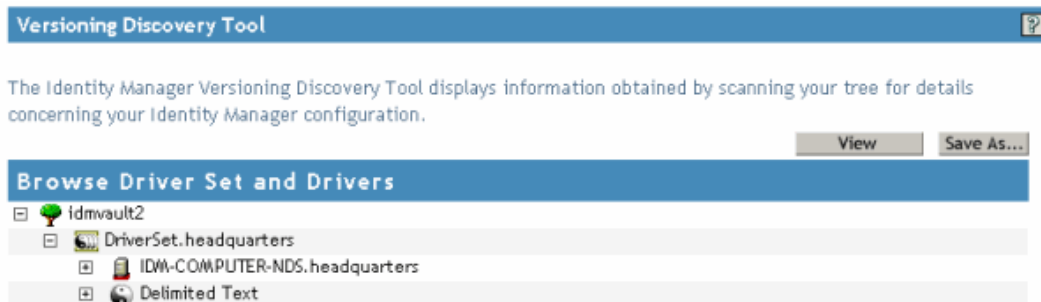 Versioning Discovery Tool
?
The Identity Manager Versioning Discovery Tool displays information obtained by scanning your tree for details
concerning your Identity Manager configuration.
View Save As...
Browse Driver Set and Drivers
idmvault2
DriverSet.headquarters
IDM-COMPUTER-NDS.headquarters
Delimited Text